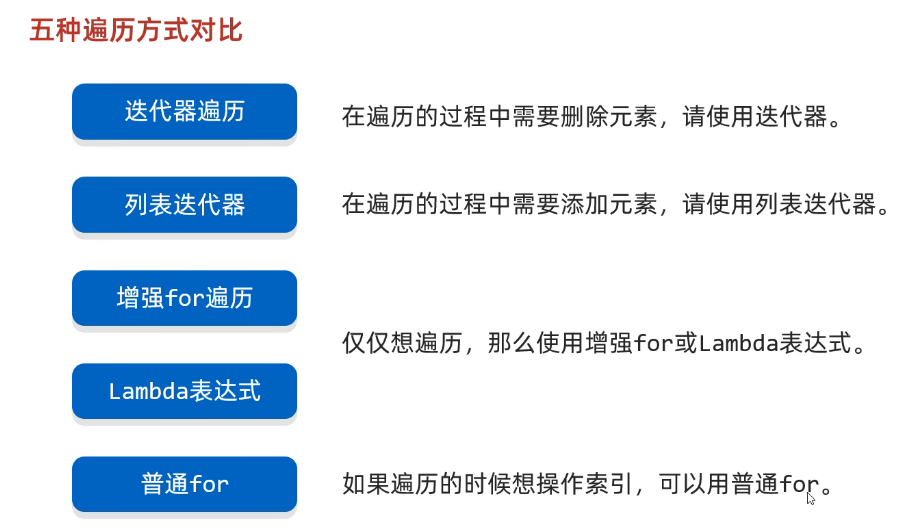 五种遍历方式对比
迭代器遍历
在遍历的过程中需要删除元素，请使用迭代器。
列表迭代器
在遍历的过程中需要添加元素，请使用列表迭代器。
增强for遍历
仅仅想遍历，那么使用增强for或Lambda表达式。
Lambda表达式
普通for
如果遍历的时候想操作索引，可以用普通for。